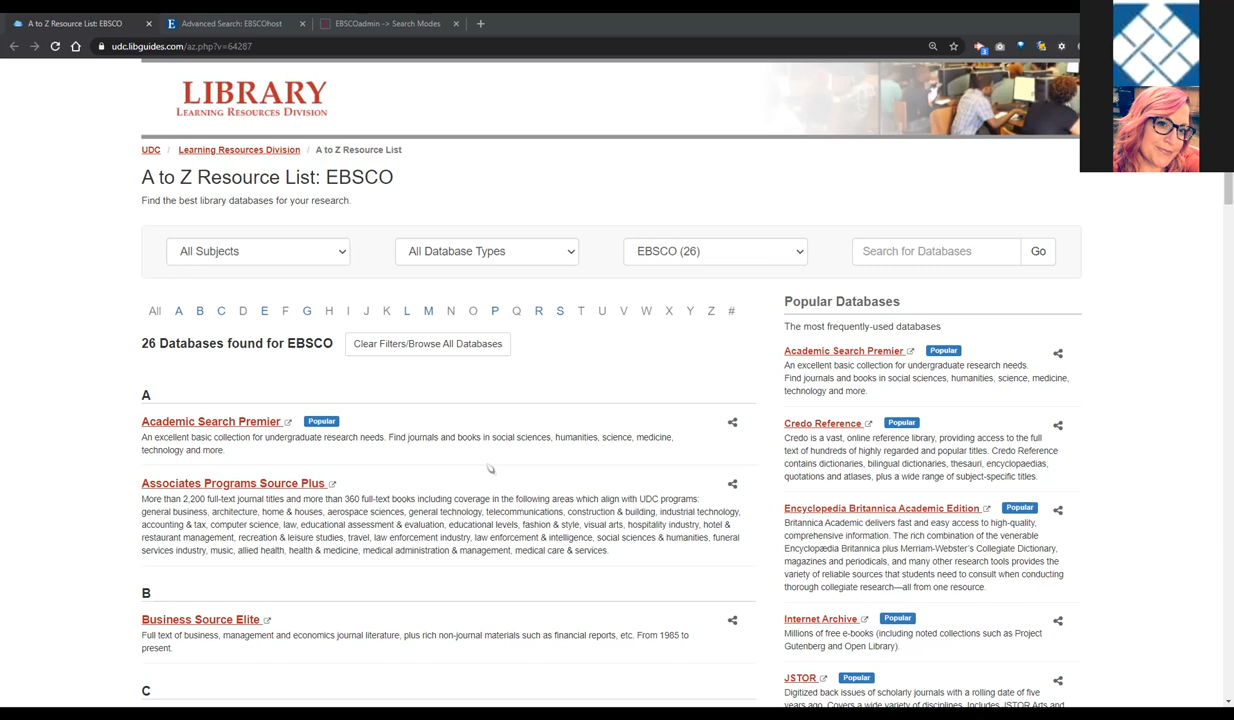 A to Z Resource List: EBSCO
Advanced Search: EBSCOhost
EBSCOadmin -> Search Modes
udc.libguides.com/az.php?v=64287
LIBRARY
LEARNING RESOURCES DIVISION
UDC / Learning Resources Division / A to Z Resource List
A to Z Resource List: EBSCO
Find the best library databases for your research.
All Subjects
All Database Types
EBSCO (26)
Search for Databases
Go
All A B C D E F G H I J K L M N O P Q R S T U V W X Y Z #
26 Databases found for EBSCO
Clear Filters/Browse All Databases
A
Academic Search Premier Popular
An excellent basic collection for undergraduate research needs. Find journals and books in social sciences, humanities, science, medicine,
technology and more.
Associates Programs Source Plus
More than 2,200 full-text journal titles and more than 360 full-text books including coverage in the following areas which align with UDC programs:
general business, architecture, home & houses, aerospace sciences, general technology, telecommunications, construction & building, industrial technology,
accounting & tax, computer science, law, educational assessment & evaluation, educational levels, fashion & style, visual arts, hospitality industry, hotel &
restaurant management, recreation & leisure studies, travel, law enforcement industry, law enforcement & intelligence, social sciences & humanities, funeral
services industry, music, allied health, health & medicine, medical administration & management, medical care & services.
B
Business Source Elite
Full text of business, management and economics journal literature, plus rich non-journal materials such as financial reports, etc. From 1985 to
present.
C
Popular Databases
The most frequently-used databases
Academic Search Premier Popular
An excellent basic collection for undergraduate research needs.
Find journals and books in social sciences, humanities, science, medicine,
technology and more.
Credo Reference Popular
Credo is a vast, online reference library, providing access to the full
text of hundreds of highly regarded and popular titles. Credo Reference
contains dictionaries, bilingual dictionaries, thesauri, encyclopaedias,
quotations and atlases, plus a wide range of subject-specific titles.
Encyclopedia Britannica Academic Edition Popular
Britannica Academic delivers fast and easy access to high-quality,
comprehensive information. The rich combination of the venerable
Encyclopædia Britannica plus Merriam-Webster's Collegiate Dictionary,
magazines and periodicals, and many other research tools provides the
variety of reliable sources that students need to consult when conducting
thorough collegiate research—all from one resource.
Internet Archive Popular
Millions of free e-books (including noted collections such as Project
Gutenberg and Open Library).
JSTOR Popular
Digitized back issues of scholarly journals with a rolling date of five
years ago. Covers a wide variety of disciplines. Includes JSTOR Arts and